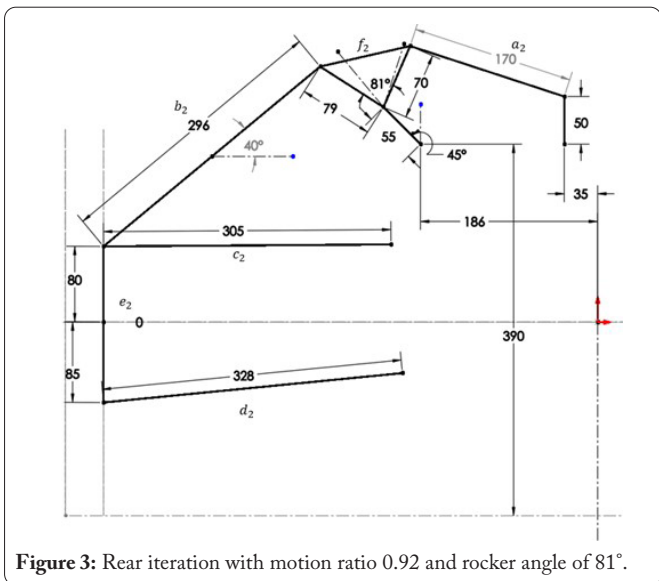 f₂
a₂
170
81°
70
b₂
296
79
50
55
40°
45°
35
186
305
c₂
80
e₂
0
390
85
328
d₂
Figure 3: Rear iteration with motion ratio 0.92 and rocker angle of 81°.